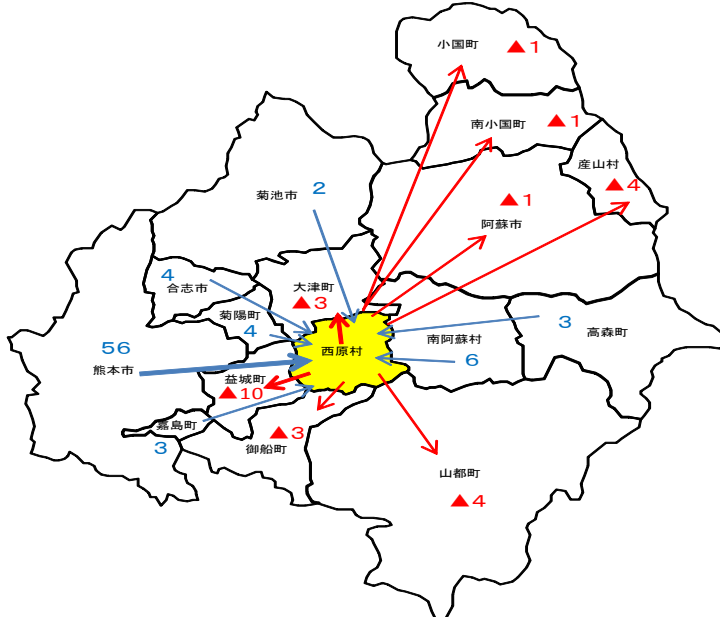 小国町 ▲1
南小国町 ▲1
産山村
▲4
菊池市 2
▲1
阿蘇市
4
合志市
大津町
▲3
菊陽町
4
3
高森町
南阿蘇村
6
西原村
56
熊本市
益城町
▲10
嘉島町
3
▲3
御船町
山都町
▲4